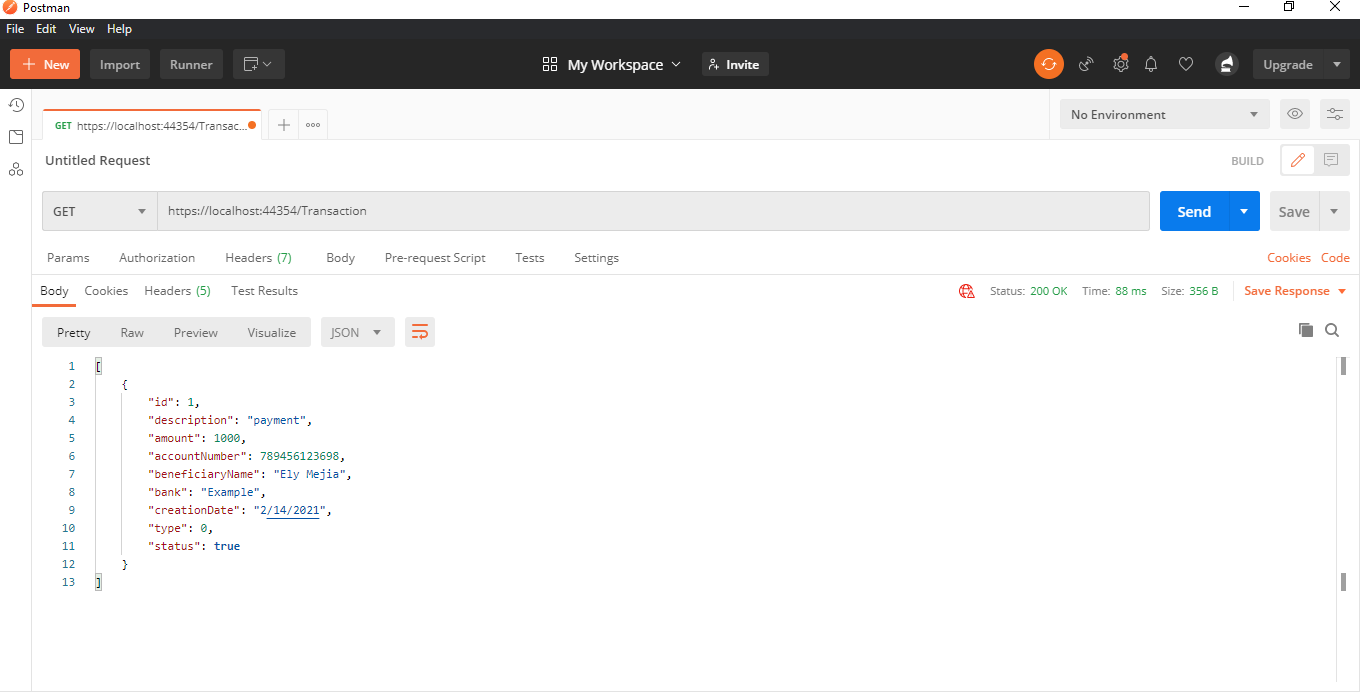 Postman
File Edit View Help
New Import Runner My Workspace Invite Upgrade
GET https://localhost:44354/Transac... No Environment
Untitled Request BUILD
GET https://localhost:44354/Transaction Send Save
Params Authorization Headers (7) Body Pre-request Script Tests Settings Cookies Code
Body Cookies Headers (5) Test Results Status: 200 OK Time: 88 ms Size: 356 B Save Response
Pretty Raw Preview Visualize JSON
1 [
2 {
3 "id": 1,
4 "description": "payment",
5 "amount": 1000,
6 "accountNumber": 789456123698,
7 "beneficiaryName": "Ely Mejia",
8 "bank": "Example",
9 "creationDate": "2/14/2021",
10 "type": 0,
11 "status": true
12 }
13 ]